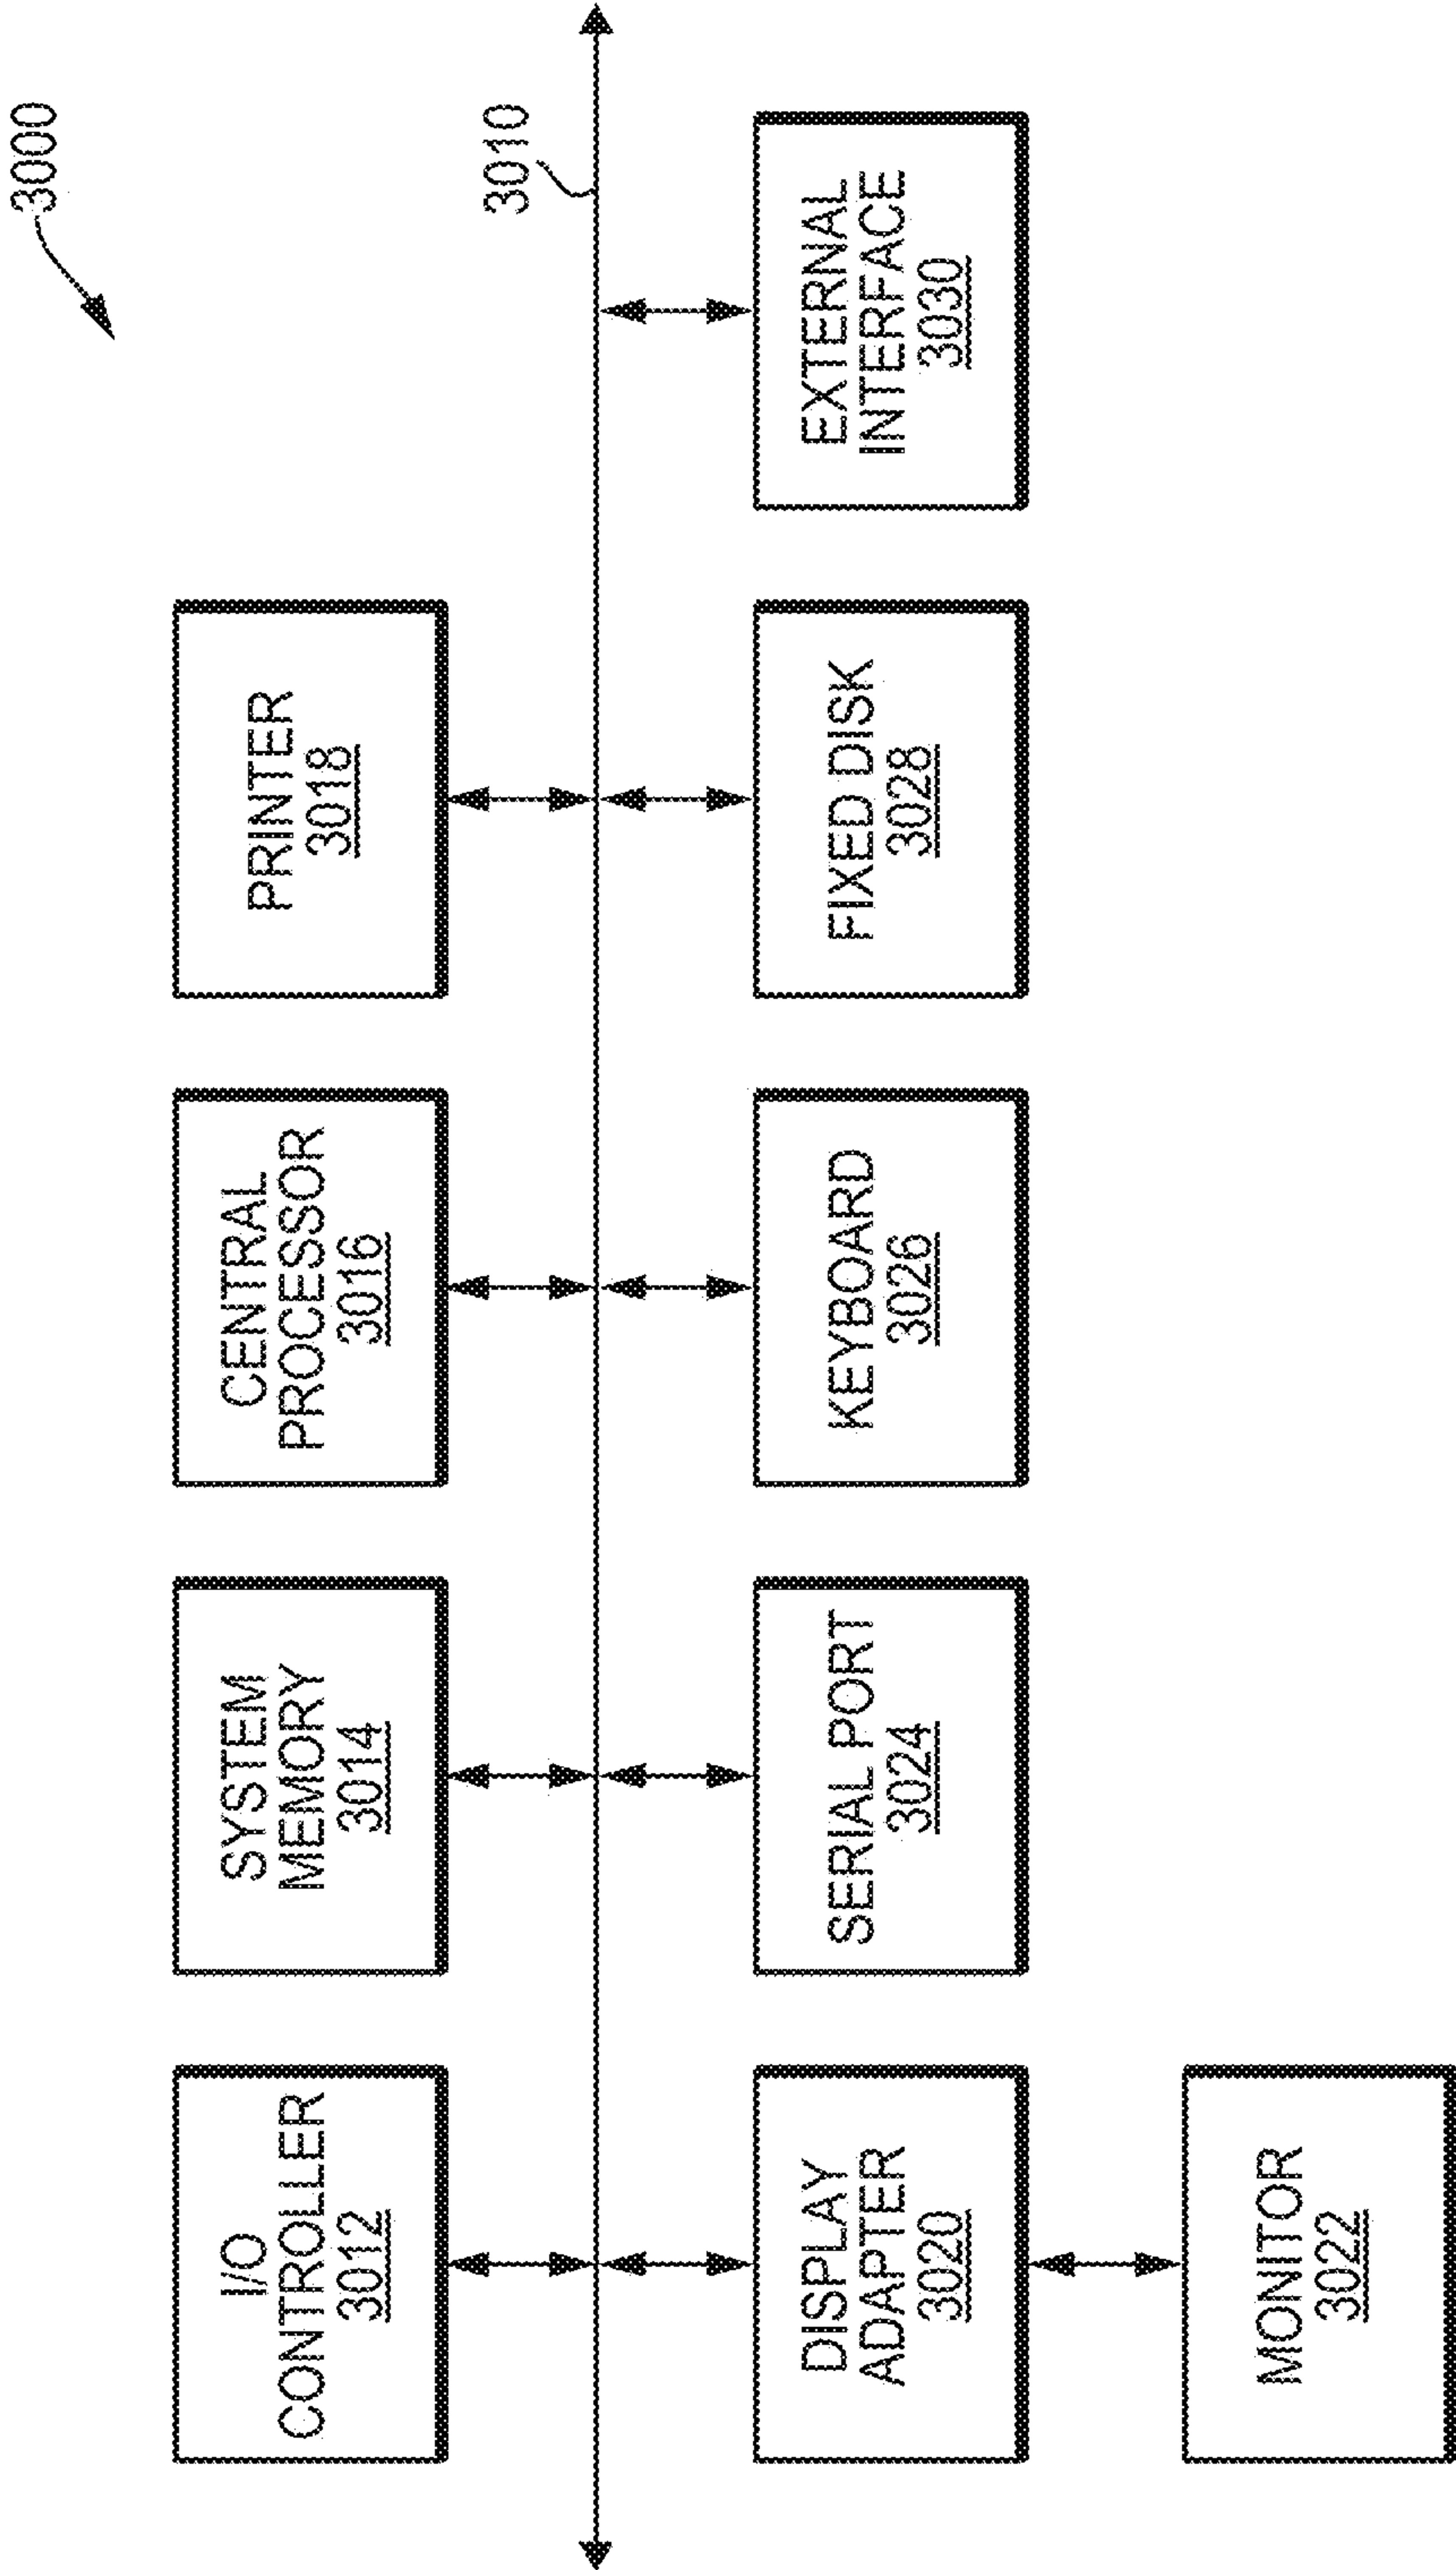 3000
I/O
CONTROLLER
3012
SYSTEM
MEMORY
3014
CENTRAL
PROCESSOR
3016
PRINTER
3018
3010
DISPLAY
ADAPTER
3020
SERIAL PORT
3024
KEYBOARD
3026
FIXED DISK
3028
EXTERNAL
INTERFACE
3030
MONITOR
3022